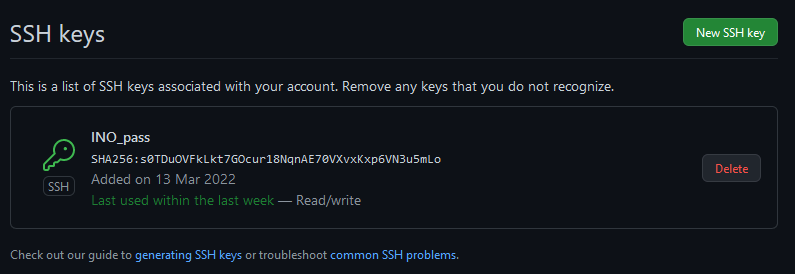 SSH keys
New SSH key
This is a list of SSH keys associated with your account. Remove any keys that you do not recognize.
INO_pass
SHA256:s0TDuOVFkLkt7GOcur18NqnAE70VXvxKxp6VN3u5mLo
SSH
Added on 13 Mar 2022
Delete
Last used within the last week — Read/write
Check out our guide to generating SSH keys or troubleshoot common SSH problems.